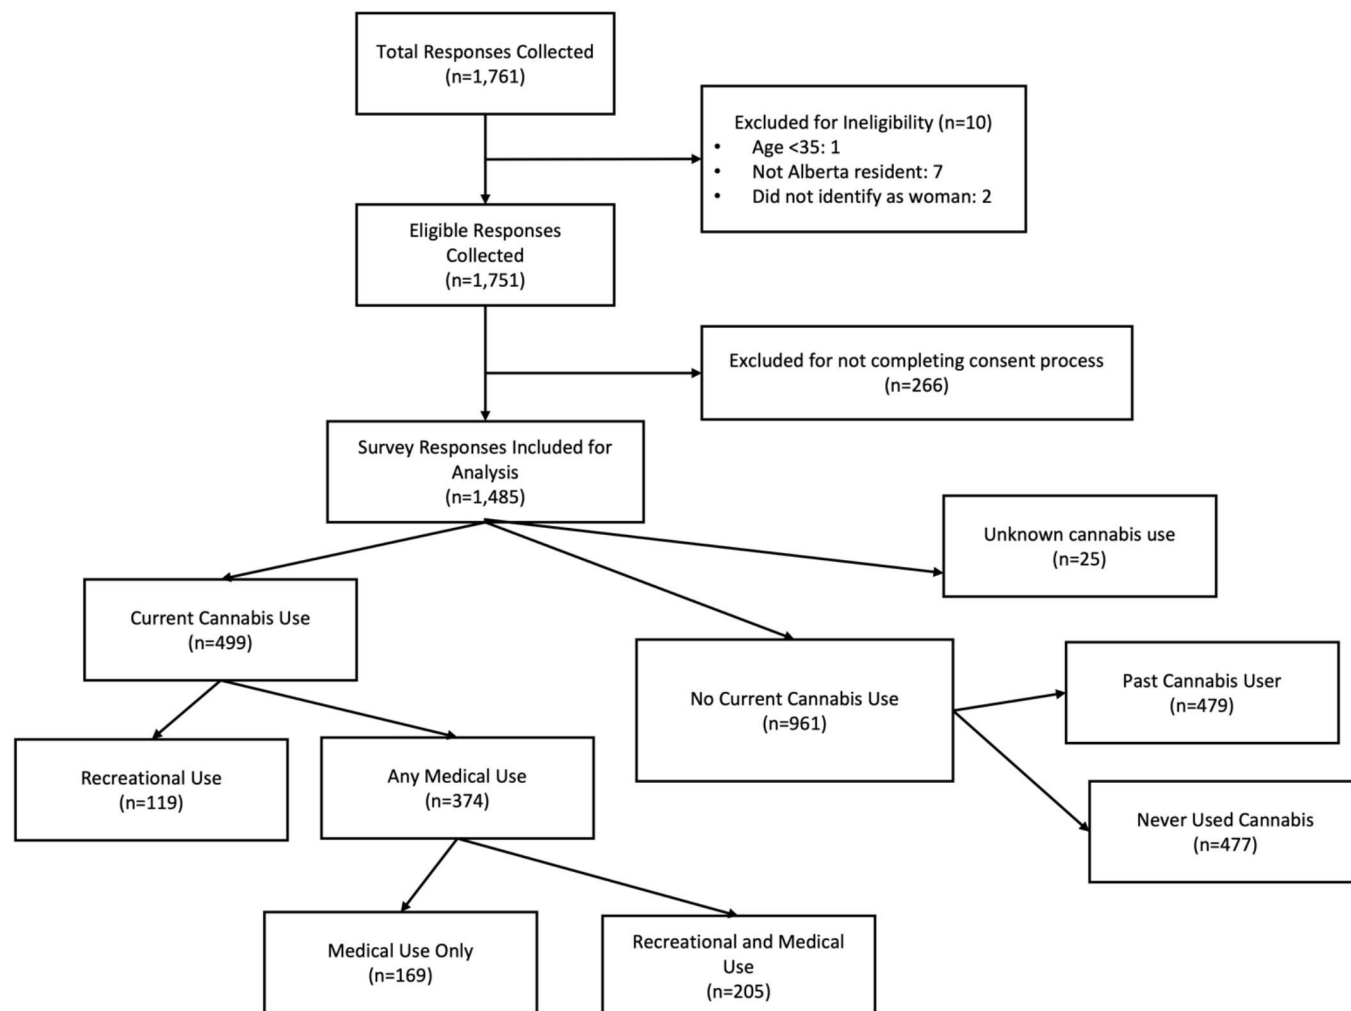 Total Responses Collected
(n=1,761)
Excluded for Ineligibility (n=10)
• Age <35: 1
• Not Alberta resident: 7
• Did not identify as woman: 2
Eligible Responses
Collected
(n=1,751)
Excluded for not completing consent process
(n=266)
Survey Responses Included for
Analysis
(n=1,485)
Unknown cannabis use
(n=25)
Current Cannabis Use
(n=499)
No Current Cannabis Use
(n=961)
Past Cannabis User
(n=479)
Recreational Use
(n=119)
Any Medical Use
(n=374)
Never Used Cannabis
(n=477)
Medical Use Only
(n=169)
Recreational and Medical
Use
(n=205)